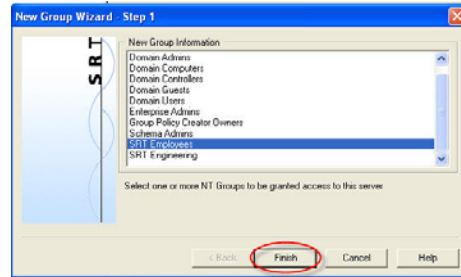 New Group Wizard - Step 1
SRT
New Group Information
Domain Admins
Domain Computers
Domain Controllers
Domain Guests
Domain Users
Enterprise Admins
Group Policy Creator Owners
Schema Admins
SRT Employees
SRT Engineering
Select one or more NT Groups to be granted access to this server
< Back Finish Cancel Help